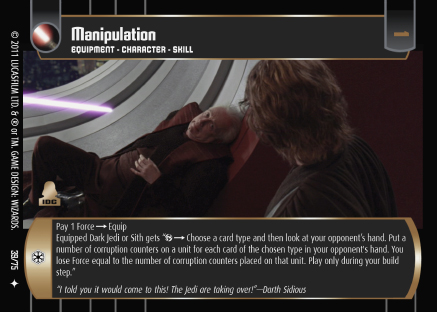 Manipulation
EQUIPMENT - CHARACTER - SKILL
1
© 2011 LUCASFILM LTD. & ® or TM. GAME DESIGN: WIZARDS.
39/75
IDC
Pay 1 Force → Equip
Equipped Dark Jedi or Sith gets "→ Choose a card type and then look at your opponent's hand. Put a
number of corruption counters on a unit for each card of the chosen type in your opponent's hand. You
lose Force equal to the number of corruption counters placed on that unit. Play only during your build
step."
"I told you it would come to this! The Jedi are taking over!"—Darth Sidious